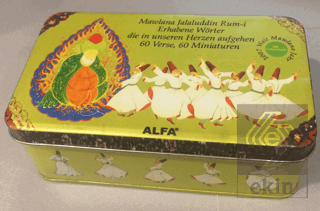 Mawlana Jalaluddin Rum-i
Erhabene Wörter
die in unseren Herzen aufgehen
60 Verse, 60 Miniaturen
ALFA
ekin